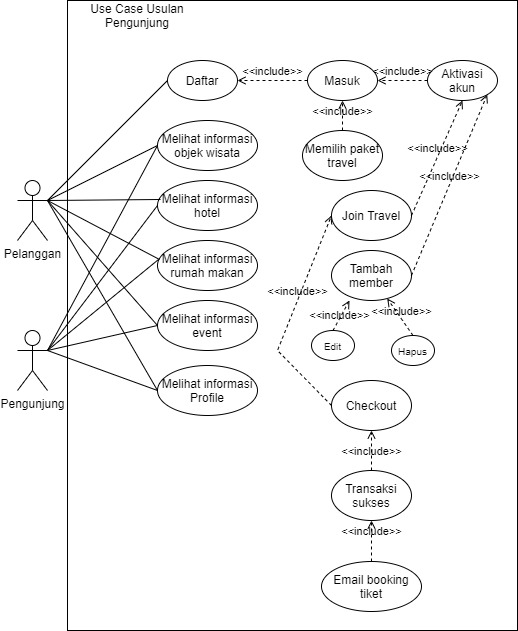 Use Case Usulan
Pengunjung
Daftar
<<include>>
Masuk
<<include>>
Aktivasi
akun
<<include>>
Melihat informasi
objek wisata
Memilih paket
travel
<<include>>
<<include>>
Pelanggan
Melihat informasi
hotel
Join Travel
Melihat informasi
rumah makan
Tambah
member
<<include>>
<<include>>
<<include>>
Melihat informasi
event
Edit
Hapus
Pengunjung
Melihat informasi
Profile
Checkout
<<include>>
Transaksi
sukses
<<include>>
Email booking
tiket